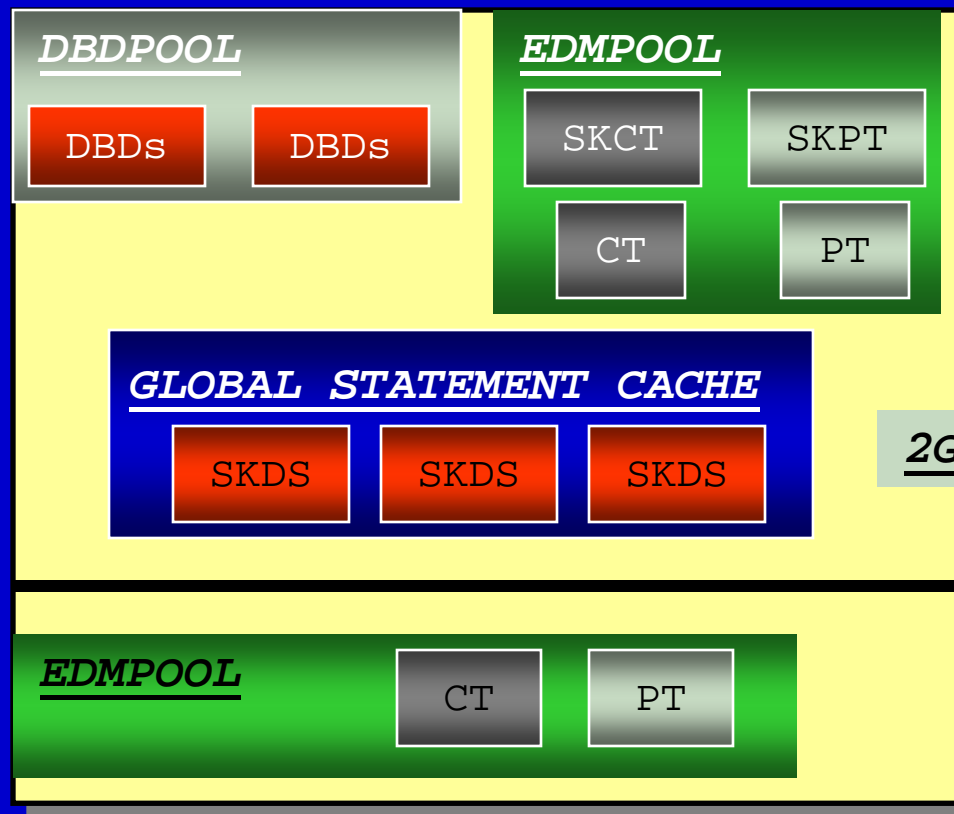 DBDPOOL
DBDs DBDs
EDMPOOL
SKCT SKPT
CT PT
GLOBAL STATEMENT CACHE
SKDS SKDS SKDS
EDMPOOL CT PT